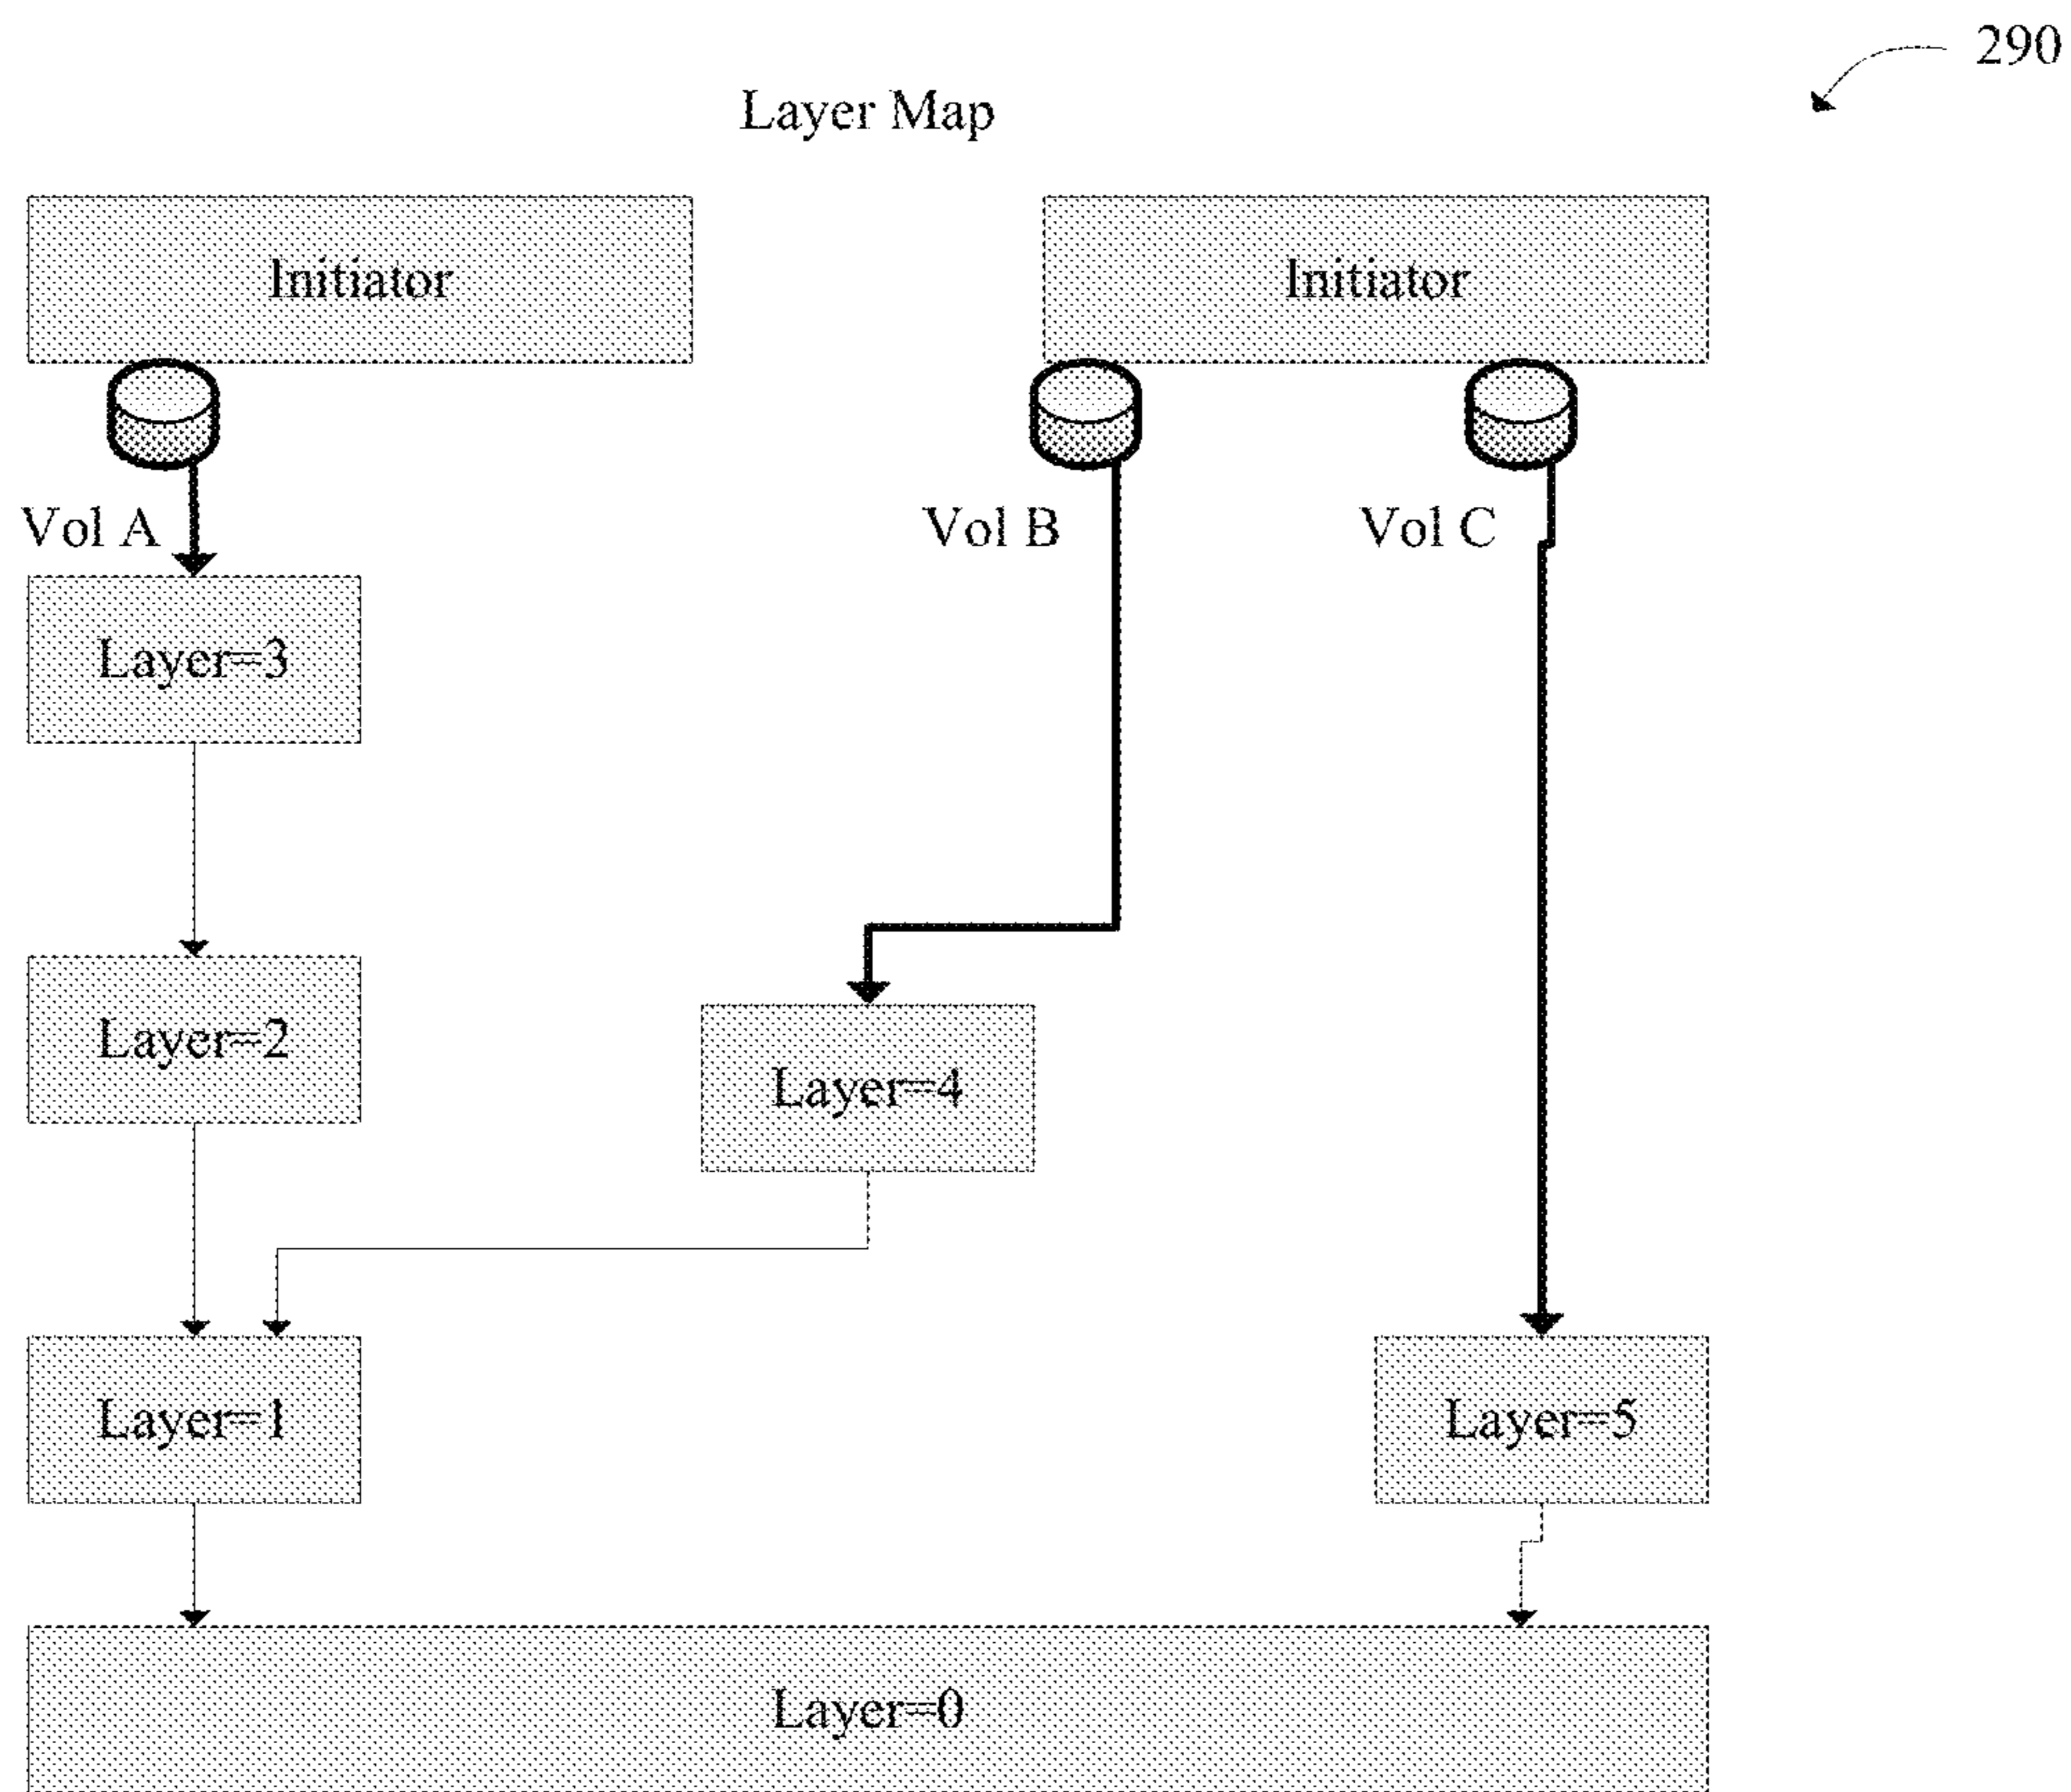 290
Layer Map
Initiator
Initiator
Vol A
Vol B
Vol C
Layer=3
Layer=2
Layer=4
Layer=1
Layer=5
Layer=0